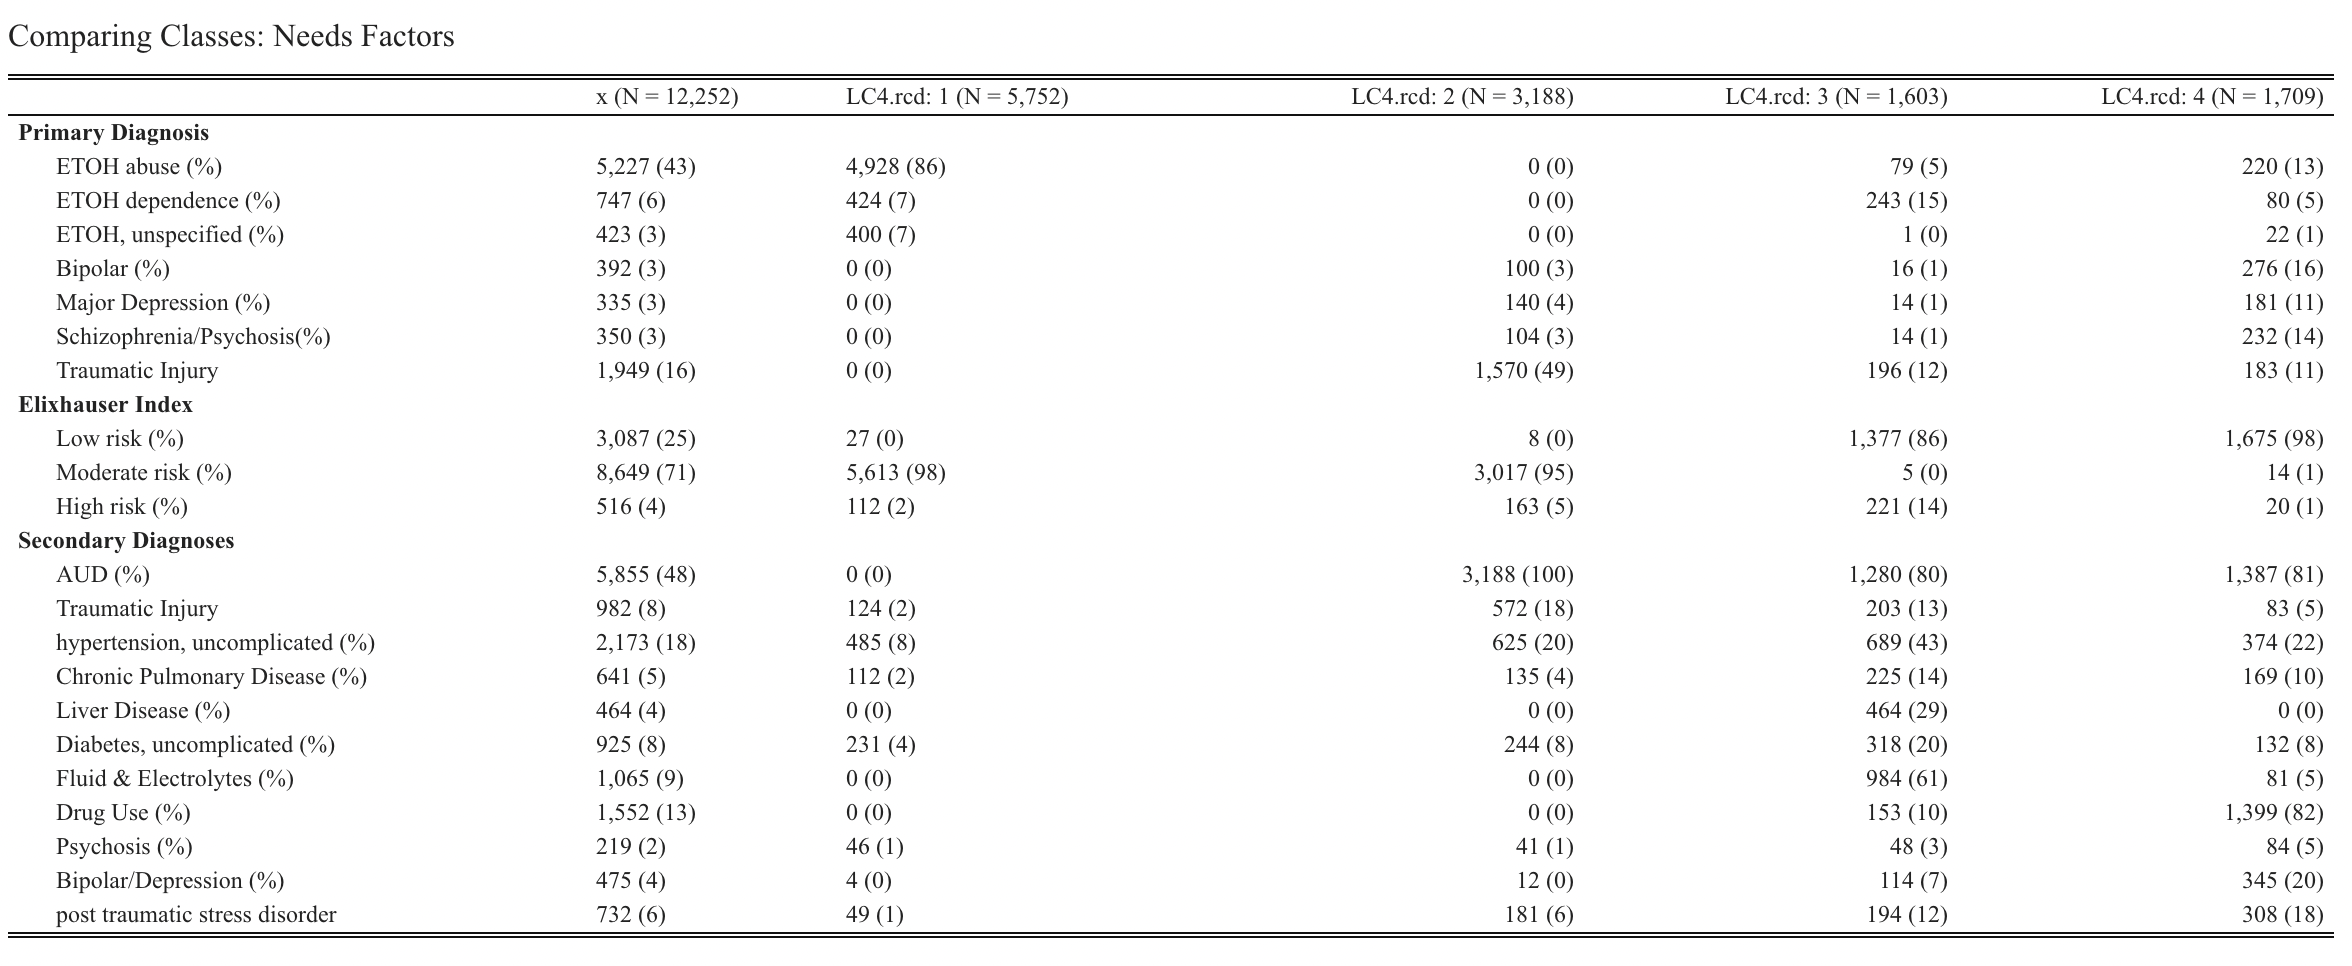 Comparing Classes: Needs Factors
x (N = 12,252) LC4.rcd: 1 (N = 5,752) LC4.rcd: 2 (N = 3,188) LC4.rcd: 3 (N = 1,603) LC4.rcd: 4 (N = 1,709)
Primary Diagnosis
ETOH abuse (%) 5,227 (43) 4,928 (86) 0 (0) 79 (5) 220 (13)
ETOH dependence (%) 747 (6) 424 (7) 0 (0) 243 (15) 80 (5)
ETOH, unspecified (%) 423 (3) 400 (7) 0 (0) 1 (0) 22 (1)
Bipolar (%) 392 (3) 0 (0) 100 (3) 16 (1) 276 (16)
Major Depression (%) 335 (3) 0 (0) 140 (4) 14 (1) 181 (11)
Schizophrenia/Psychosis(%) 350 (3) 0 (0) 104 (3) 14 (1) 232 (14)
Traumatic Injury 1,949 (16) 0 (0) 1,570 (49) 196 (12) 183 (11)
Elixhauser Index
Low risk (%) 3,087 (25) 27 (0) 8 (0) 1,377 (86) 1,675 (98)
Moderate risk (%) 8,649 (71) 5,613 (98) 3,017 (95) 5 (0) 14 (1)
High risk (%) 516 (4) 112 (2) 163 (5) 221 (14) 20 (1)
Secondary Diagnoses
AUD (%) 5,855 (48) 0 (0) 3,188 (100) 1,280 (80) 1,387 (81)
Traumatic Injury 982 (8) 124 (2) 572 (18) 203 (13) 83 (5)
hypertension, uncomplicated (%) 2,173 (18) 485 (8) 625 (20) 689 (43) 374 (22)
Chronic Pulmonary Disease (%) 641 (5) 112 (2) 135 (4) 225 (14) 169 (10)
Liver Disease (%) 464 (4) 0 (0) 0 (0) 464 (29) 0 (0)
Diabetes, uncomplicated (%) 925 (8) 231 (4) 244 (8) 318 (20) 132 (8)
Fluid & Electrolytes (%) 1,065 (9) 0 (0) 0 (0) 984 (61) 81 (5)
Drug Use (%) 1,552 (13) 0 (0) 0 (0) 153 (10) 1,399 (82)
Psychosis (%) 219 (2) 46 (1) 41 (1) 48 (3) 84 (5)
Bipolar/Depression (%) 475 (4) 4 (0) 12 (0) 114 (7) 345 (20)
post traumatic stress disorder 732 (6) 49 (1) 181 (6) 194 (12) 308 (18)